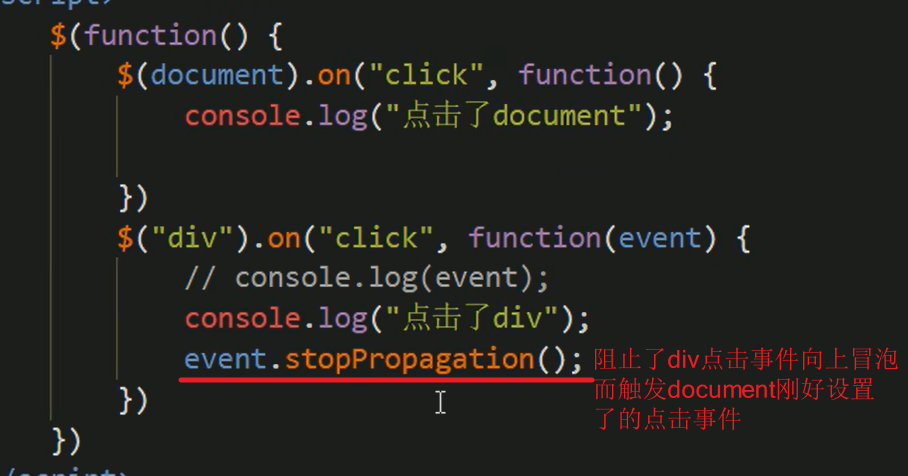 $(function() {
$(document).on("click", function() {
console.log("点击了document");
})
$("div").on("click", function(event) {
// console.log(event);
console.log("点击了div");
event.stopPropagation();
阻止了div点击事件向上冒泡
而触发document刚好设置
了的点击事件
})
})